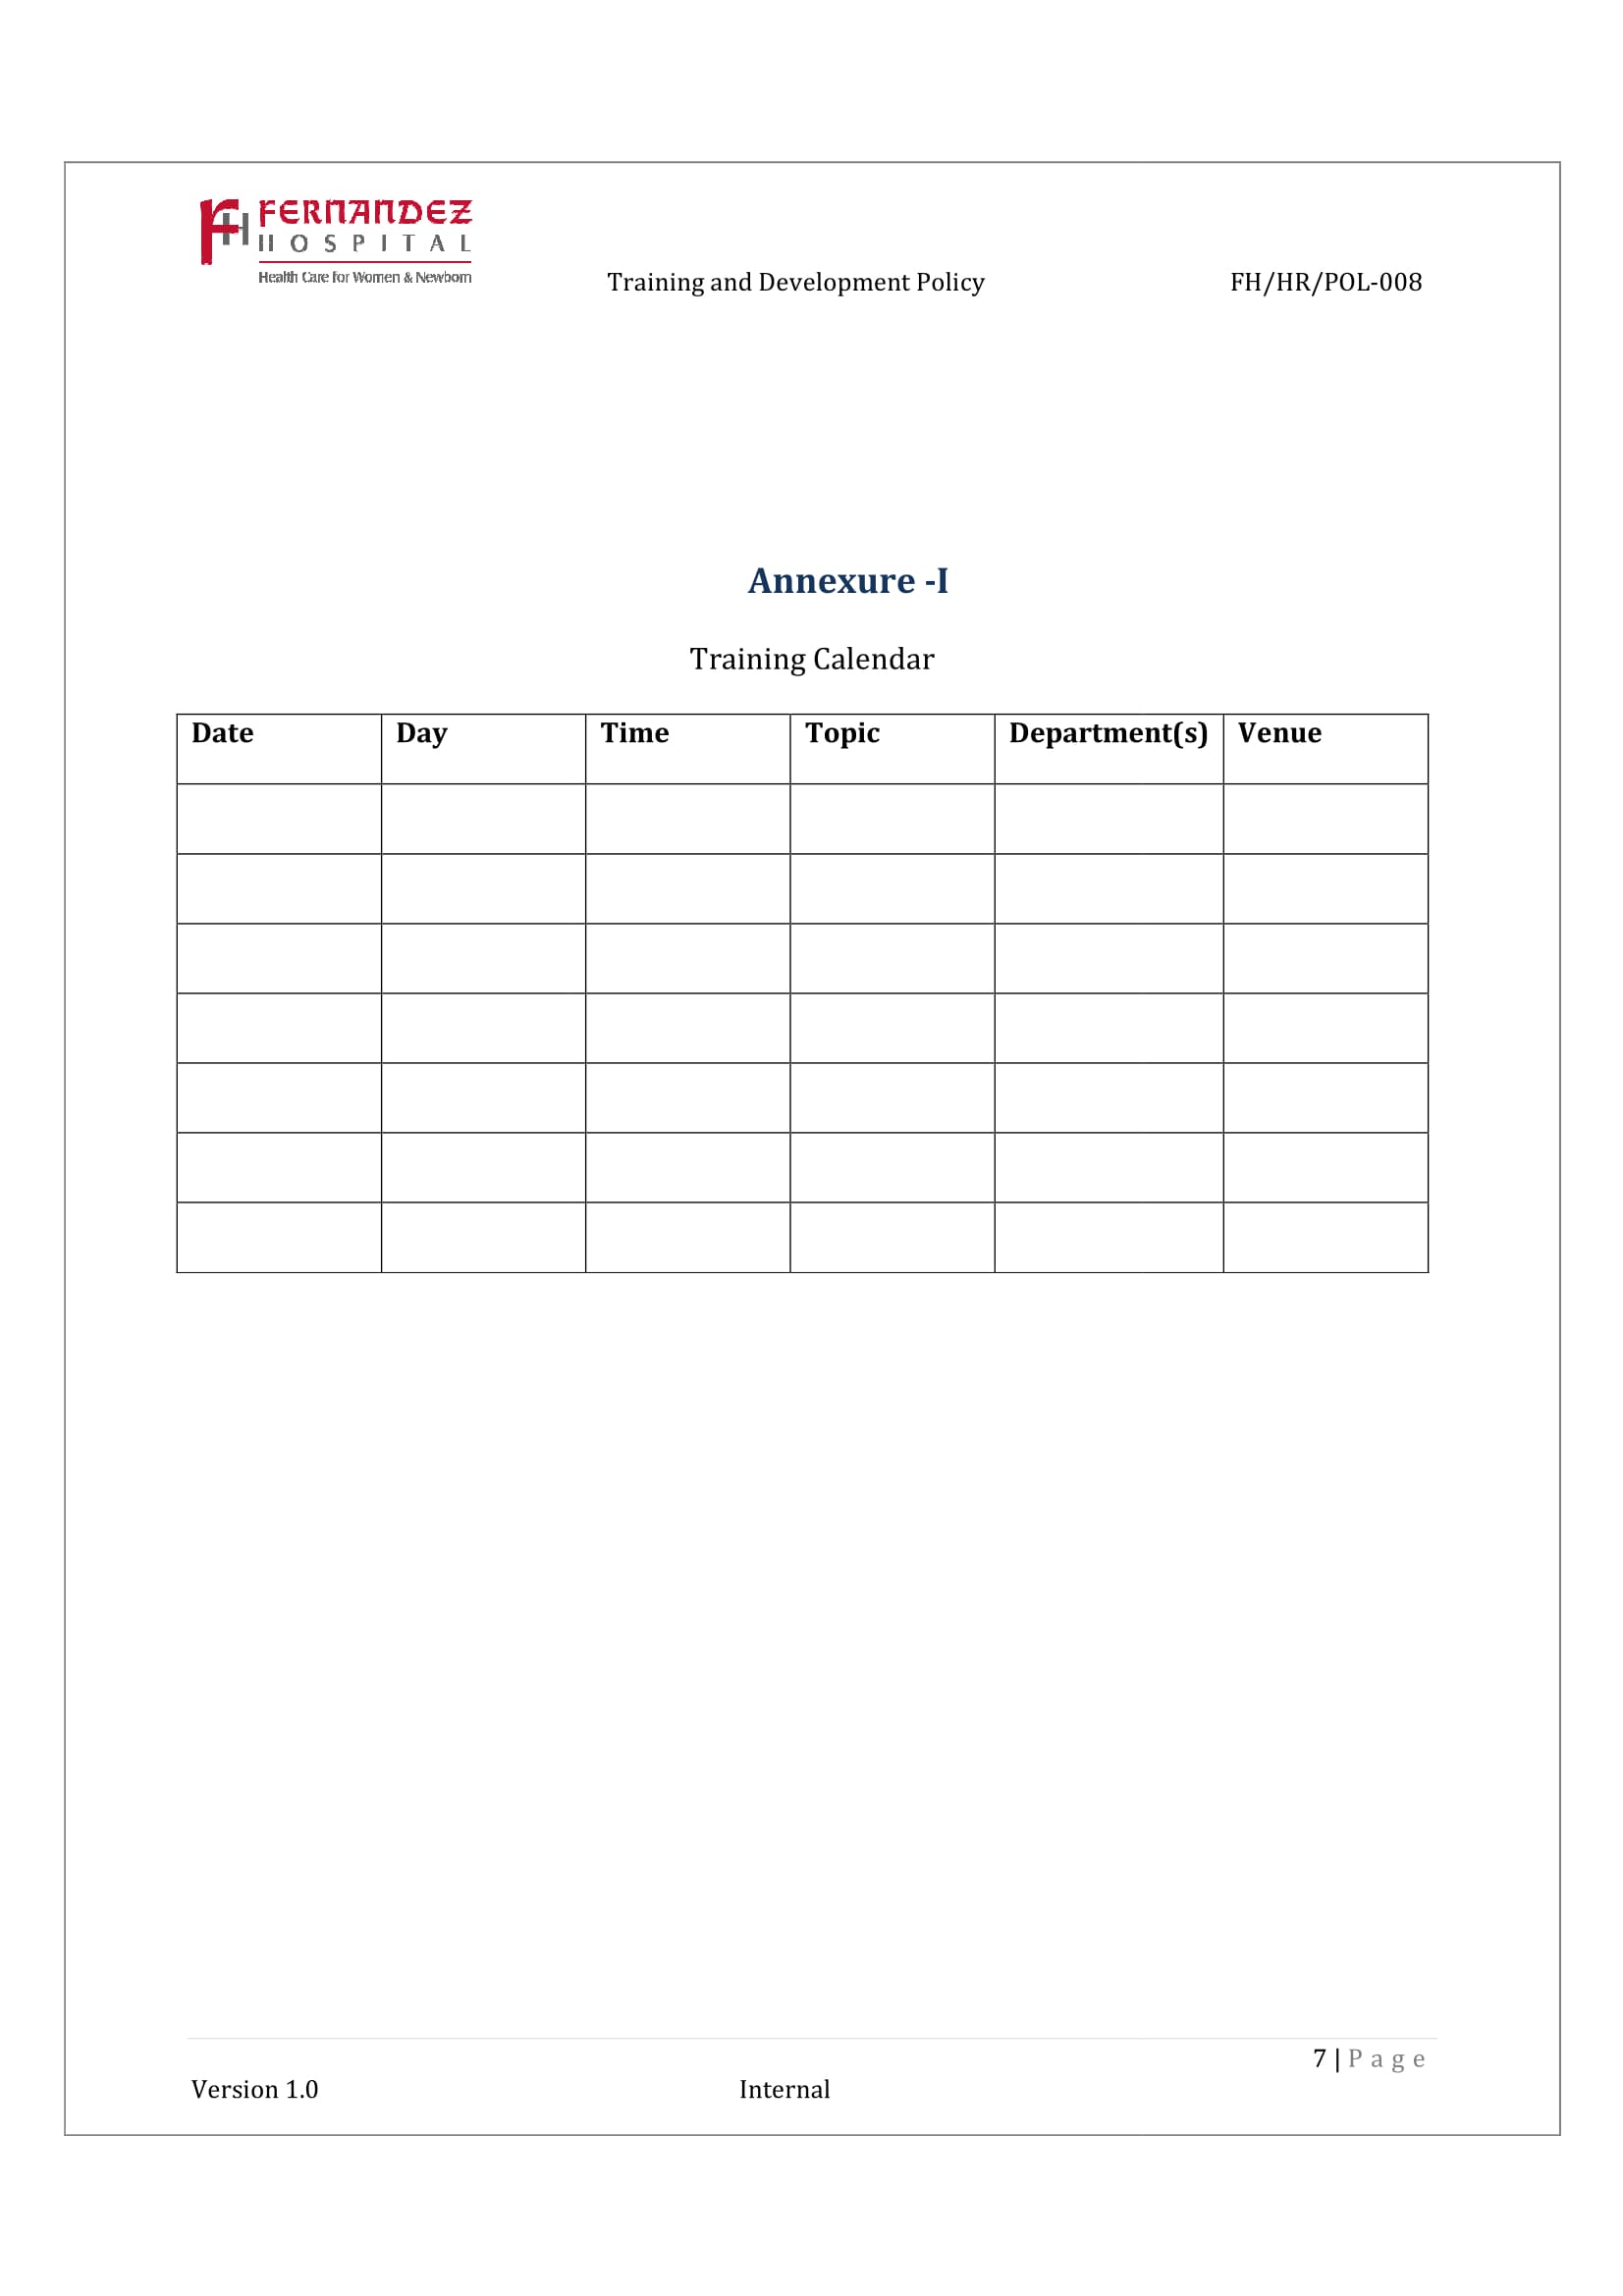 FERNANDEZ
HOSPITAL
Health Care for Women & Newborn
Training and Development Policy FH/HR/POL-008
Annexure -I
Training Calendar
Date Day Time Topic Department(s) Venue
7 | P a g e
Version 1.0 Internal